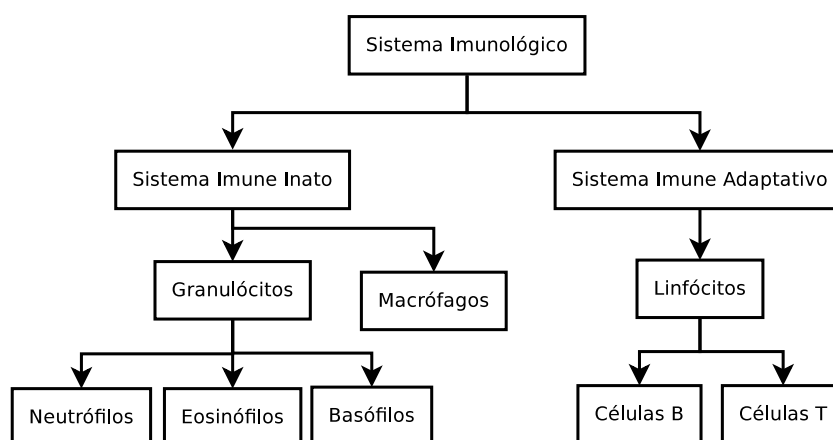 Sistema Imunológico
Sistema Imune Inato
Sistema Imune Adaptativo
Granulócitos
Macrófagos
Linfócitos
Neutrófilos
Eosinófilos
Basófilos
Células B
Células T